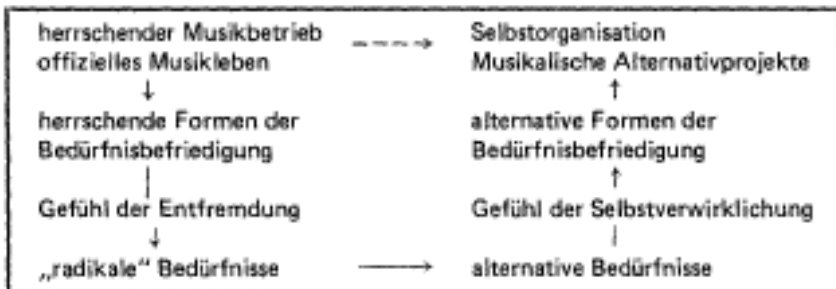 herrschender Musikbetrieb
offizielles Musikleben
herrschende Formen der
Bedürfnisbefriedigung
Gefühl der Entfremdung
„radikale“ Bedürfnisse
Selbstorganisation
Musikalische Alternativprojekte
alternative Formen der
Bedürfnisbefriedigung
Gefühl der Selbstverwirklichung
alternative Bedürfnisse